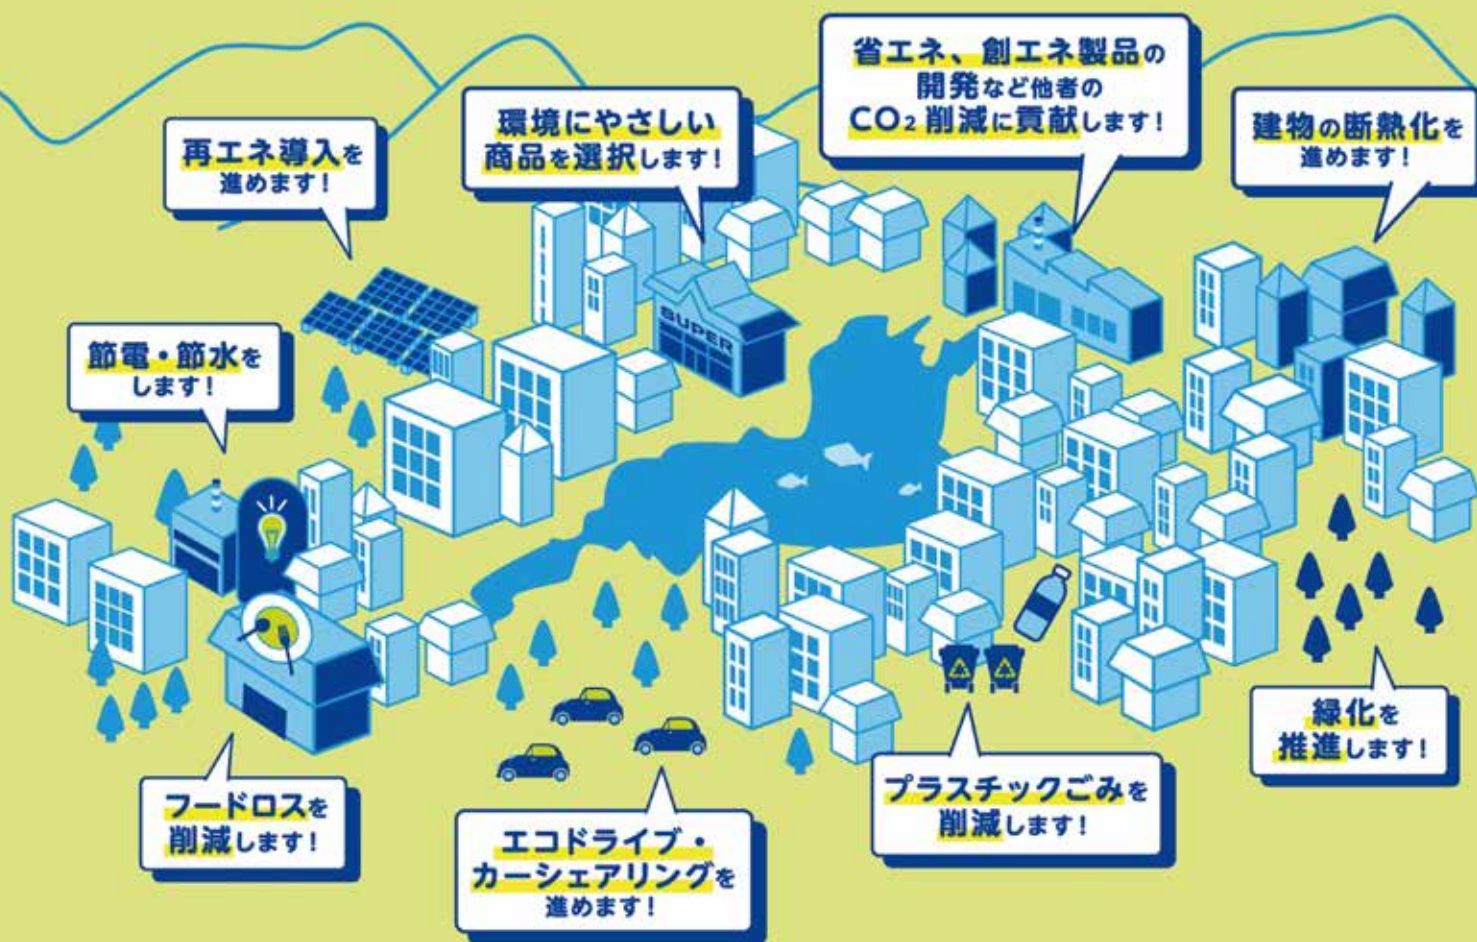 省エネ、創エネ製品の
開発など他者の
CO₂削減に貢献します!
環境にやさしい
商品を選択します!
建物の断熱化を
進めます!
再エネ導入を
進めます!
節電・節水を
します!
SUPER
緑化を
推進します!
プラスチックごみを
削減します!
フードロスを
削減します!
エコドライブ・
カーシェアリングを
進めます!